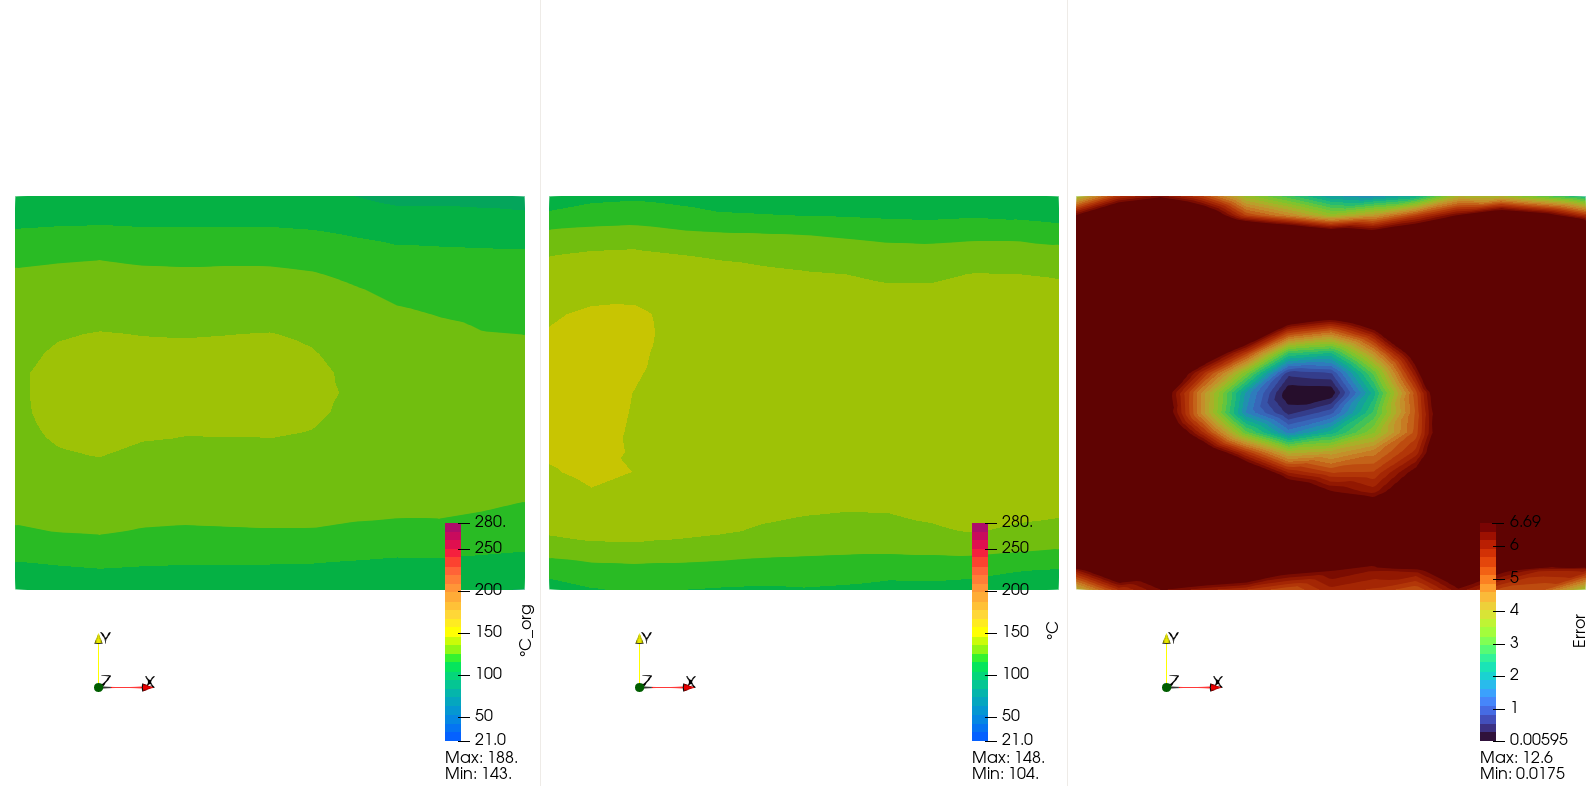 280.
250
200
150
100
50
21.0
°C_org
Max: 188.
Min: 143.
Y
Z
X
280.
250
200
150
100
50
21.0
°C
Max: 148.
Min: 104.
Y
Z
X
6.69
6
5
4
3
2
1
0.00595
Error
Max: 12.6
Min: 0.0175
Y
Z
X